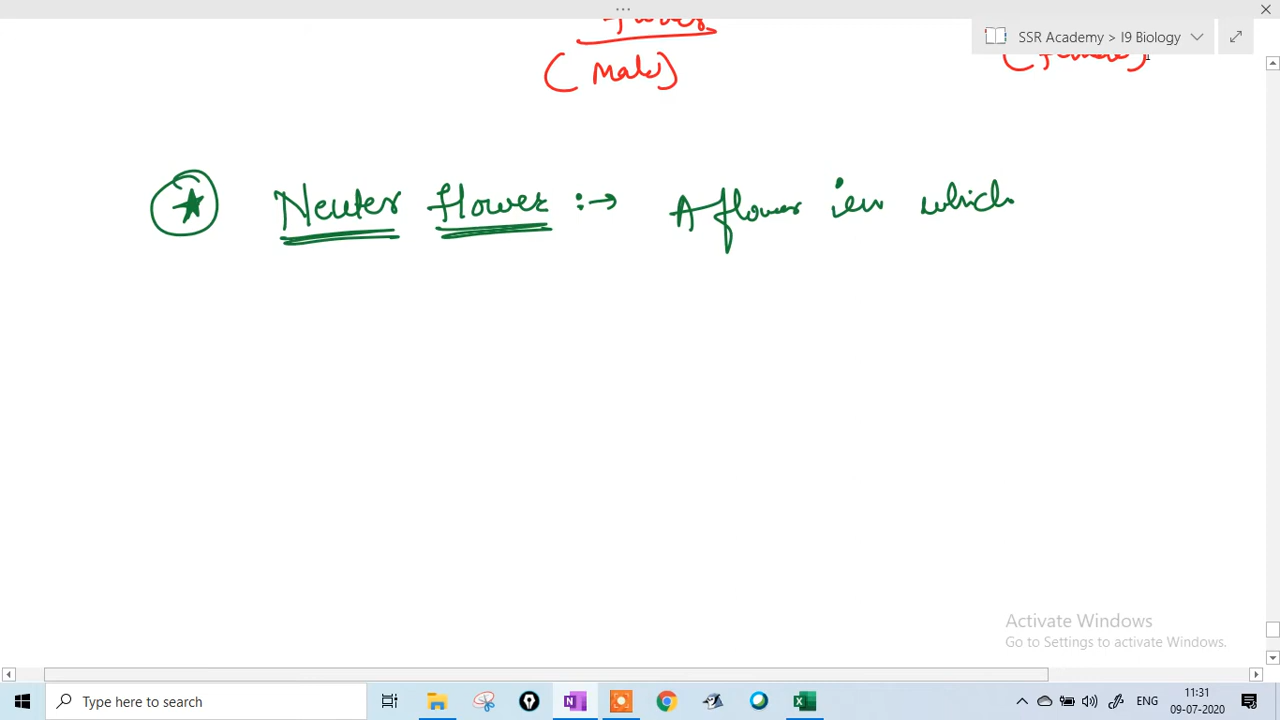 SSR Academy > I9 Biology
(Male)
Neuter flower :→ A flower in which
Activate Windows
Go to Settings to activate Windows.
Type here to search
ENG
11:31
09-07-2020